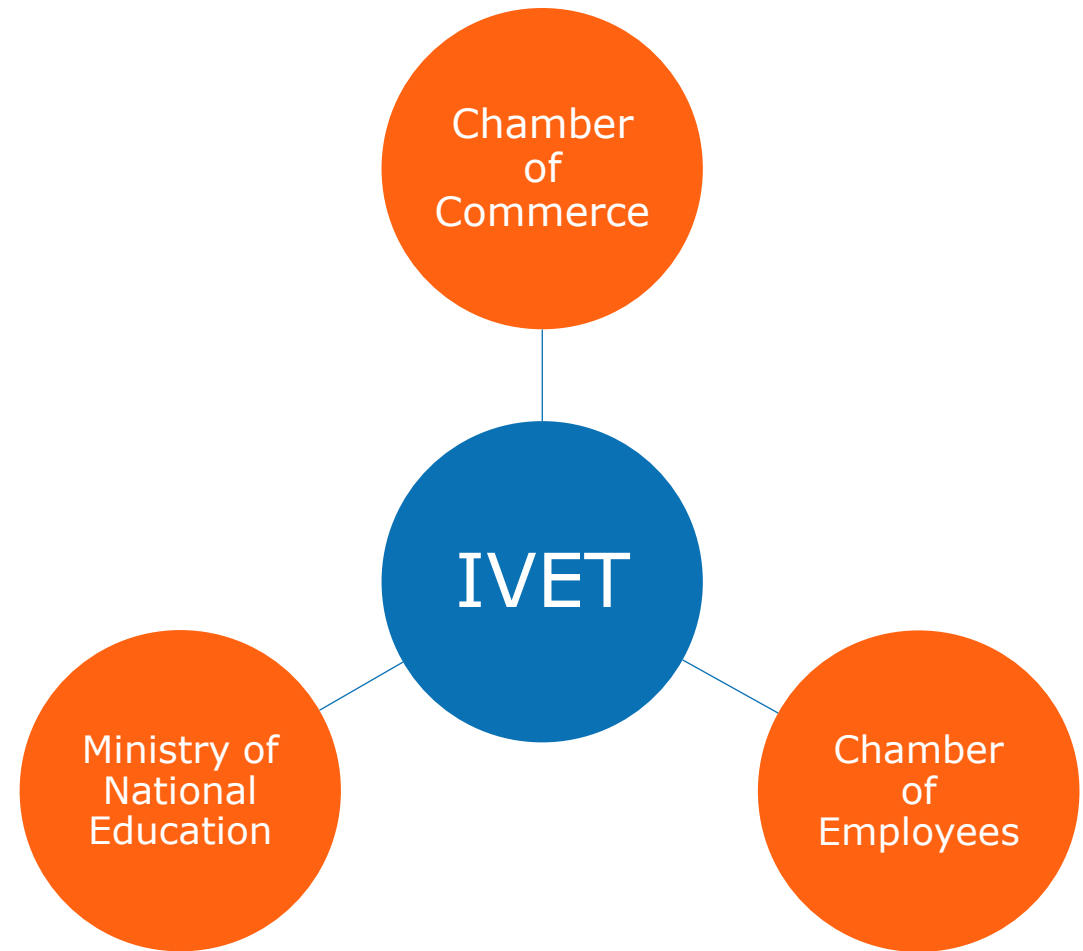 Chamber
of
Commerce
IVET
Ministry of
National
Education
Chamber
of
Employees